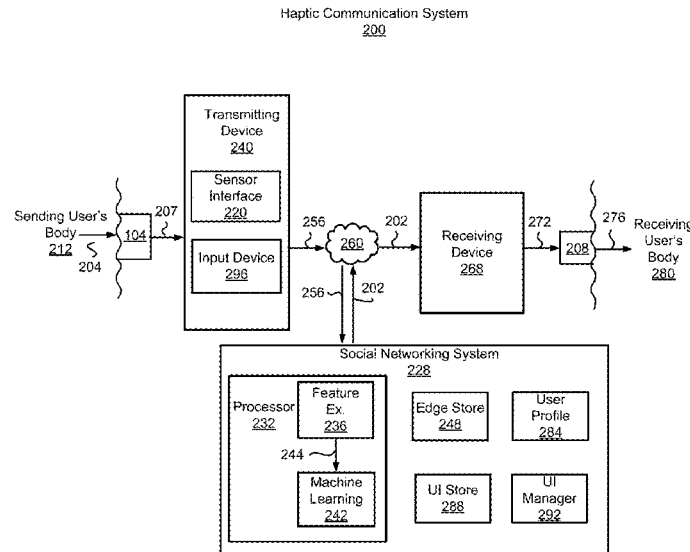 Haptic Communication System
200
Transmitting
Device
240
Sensor
Interface
220
Input Device
296
Sending User's
Body
212
204
104
207
256
260
202
Receiving
Device
268
272
208
276
Receiving
User's
Body
280
256
202
Social Networking System
228
Processor
232
Feature
Ex.
236
244
Machine
Learning
242
Edge Store
248
User
Profile
284
UI Store
288
UI
Manager
292